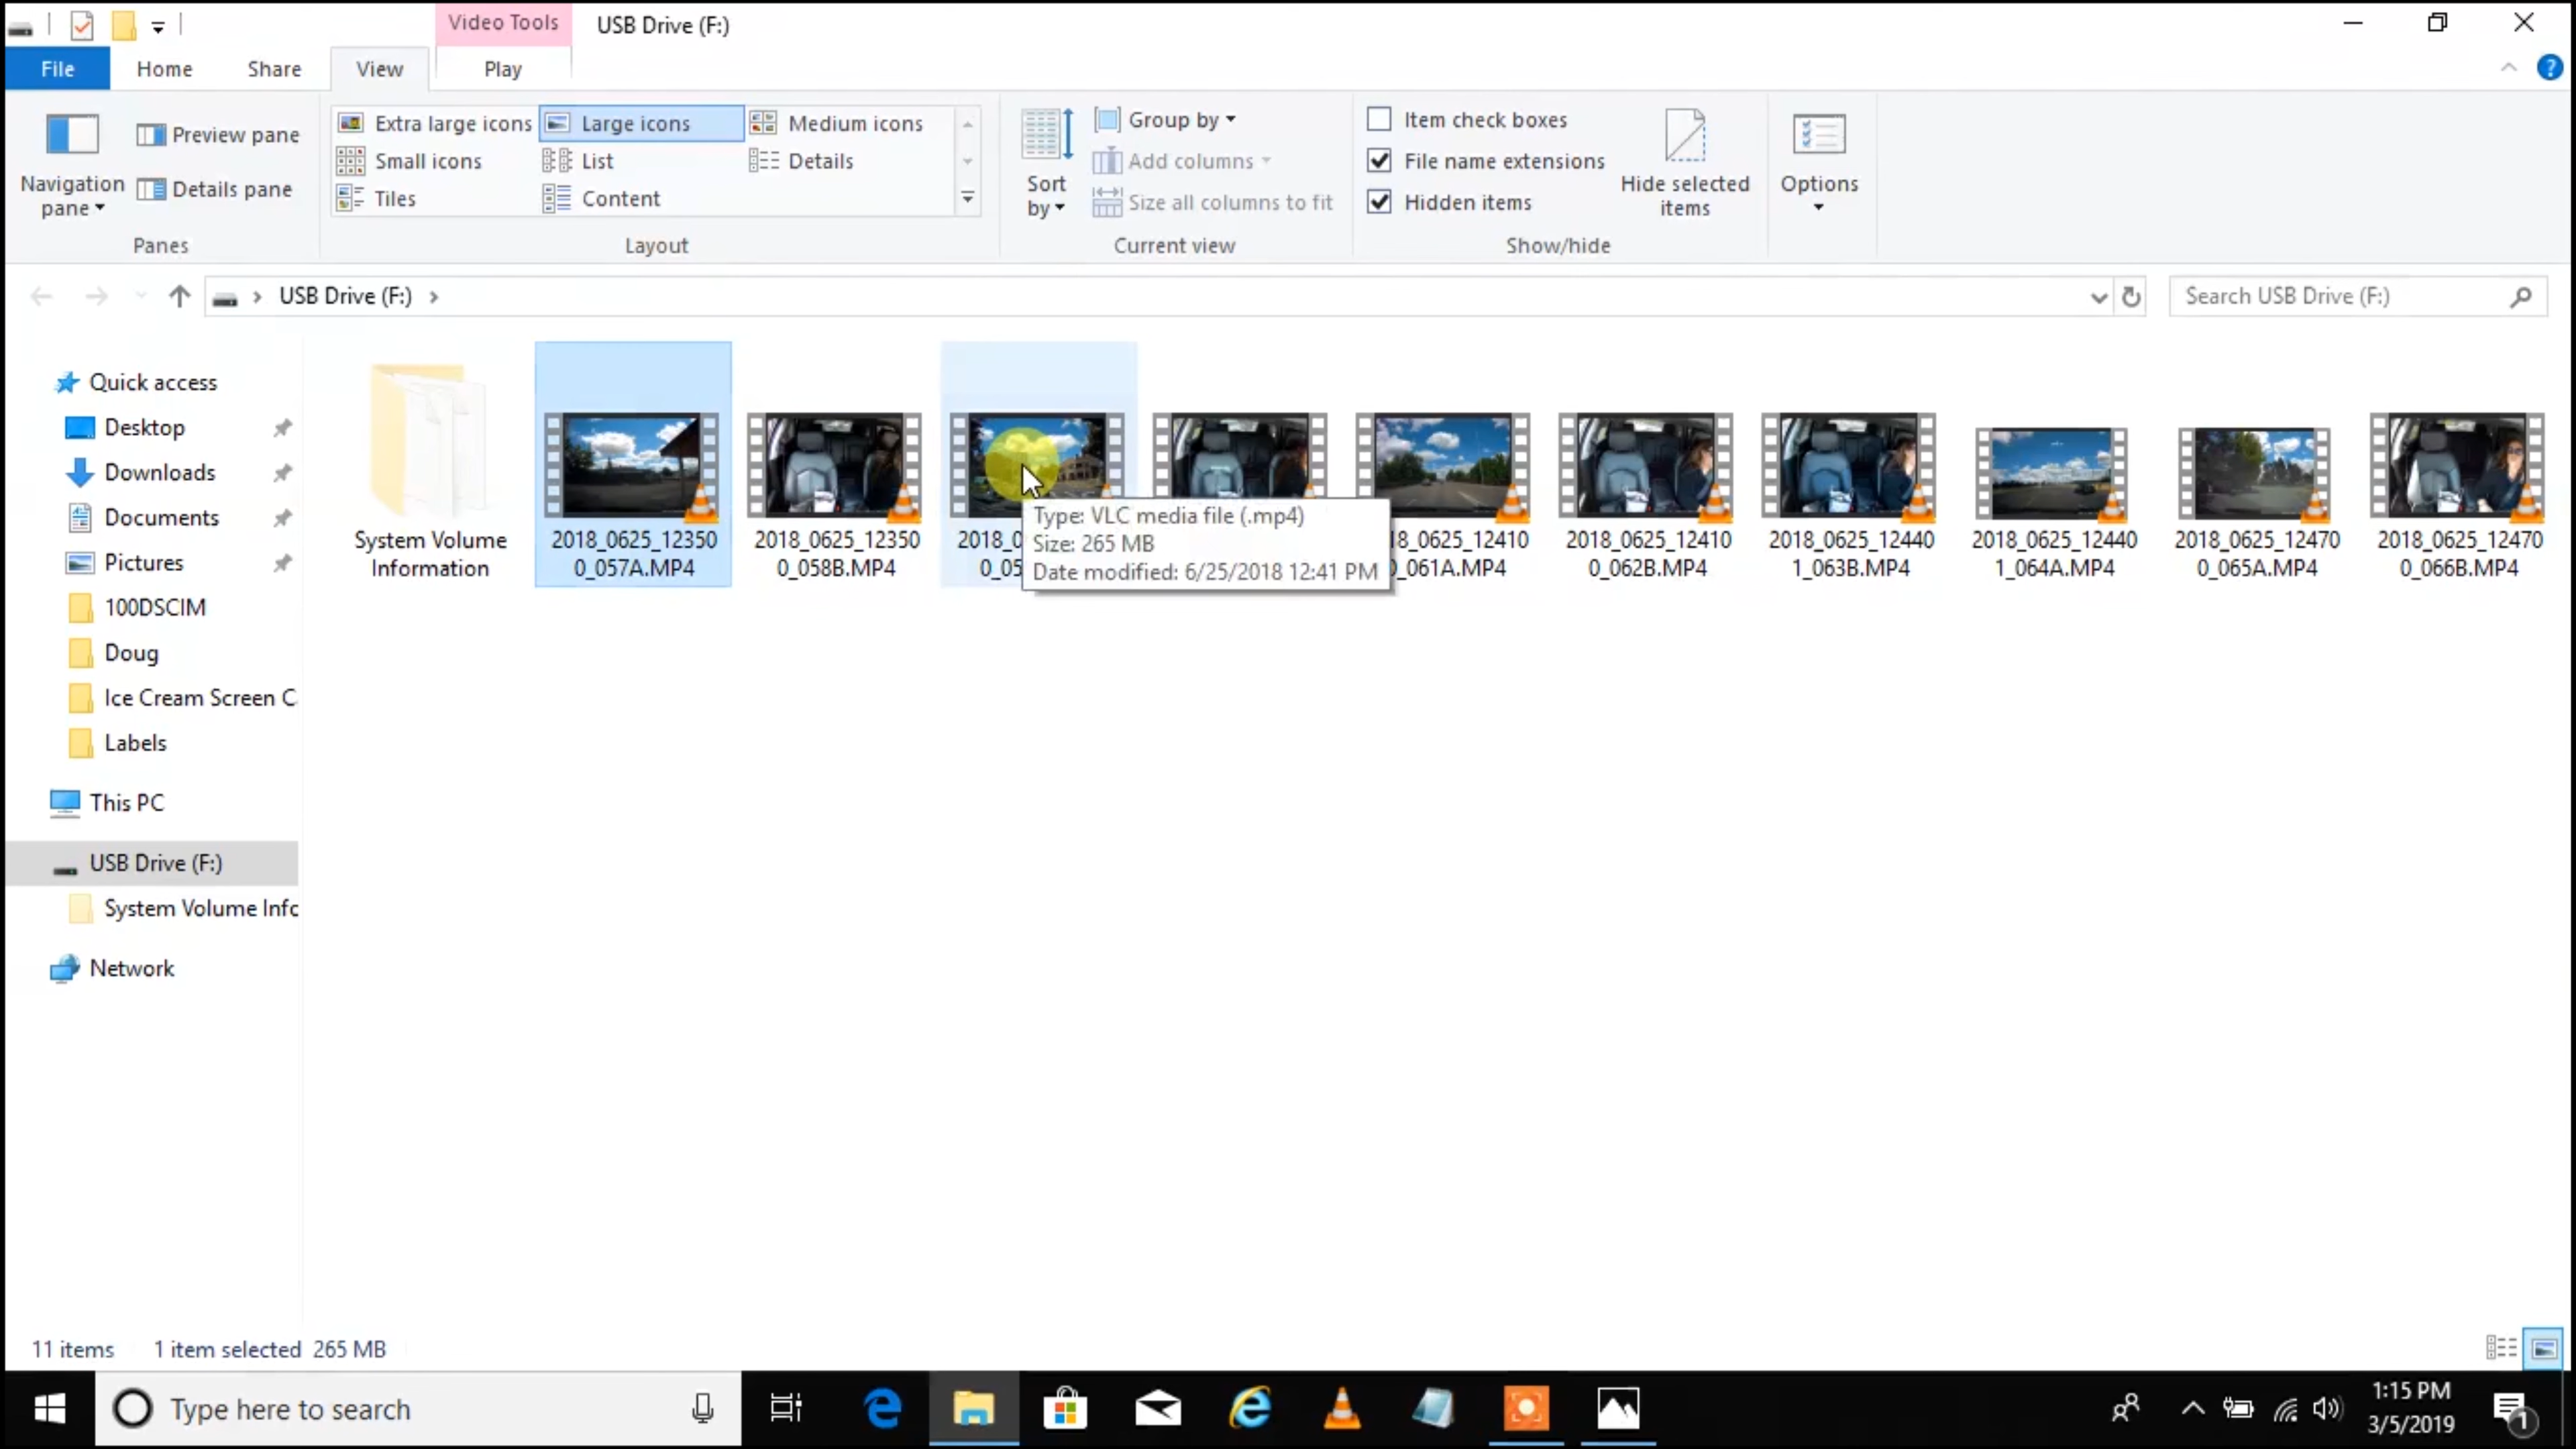 Video Tools
USB Drive (F:)
File
Home
Share
View
Play
Navigation
pane
Preview pane
Details pane
Panes
Extra large icons
Large icons
Medium icons
Small icons
List
Details
Tiles
Content
Layout
Sort
by
Group by
Add columns
Size all columns to fit
Current view
Item check boxes
File name extensions
Hidden items
Hide selected
items
Show/hide
Options
USB Drive (F:)
Search USB Drive (F:)
Quick access
Desktop
Downloads
Documents
Pictures
100DSCIM
Doug
Ice Cream Screen C
Labels
This PC
USB Drive (F:)
System Volume Info
Network
System Volume
Information
2018_0625_12350
0_057A.MP4
2018_0625_12350
0_058B.MP4
2018_0
0_05
Type: VLC media file (.mp4)
Size: 265 MB
Date modified: 6/25/2018 12:41 PM
18_0625_12410
0_061A.MP4
2018_0625_12410
0_062B.MP4
2018_0625_12440
1_063B.MP4
2018_0625_12440
1_064A.MP4
2018_0625_12470
0_065A.MP4
2018_0625_12470
0_066B.MP4
11 items
1 item selected 265 MB
Type here to search
1:15 PM
3/5/2019
1